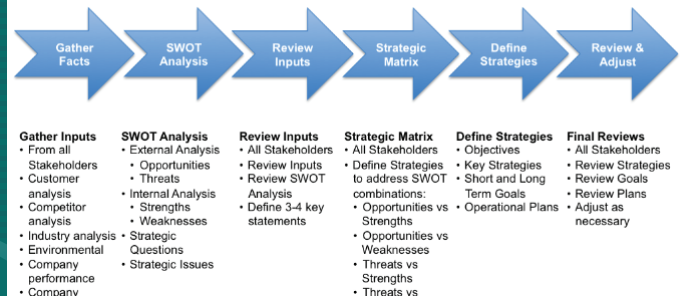 Gather
Facts
SWOT
Analysis
Review
Inputs
Strategic
Matrix
Define
Strategies
Review &
Adjust
Gather Inputs
• From all
Stakeholders
• Customer
analysis
• Competitor
analysis
• Industry analysis
• Environmental
• Company
performance
• Company
SWOT Analysis
• External Analysis
• Opportunities
• Threats
• Internal Analysis
• Strengths
• Weaknesses
• Strategic
Questions
• Strategic Issues
Review Inputs
• All Stakeholders
• Review Inputs
• Review SWOT
Analysis
• Define 3-4 key
statements
Strategic Matrix
• All Stakeholders
• Define Strategies
to address SWOT
combinations:
• Opportunities vs
Strengths
• Opportunities vs
Weaknesses
• Threats vs
Strengths
• Threats vs
Define Strategies
• Objectives
• Key Strategies
• Short and Long
Term Goals
• Operational Plans
Final Reviews
• All Stakeholders
• Review Strategies
• Review Goals
• Review Plans
• Adjust as
necessary